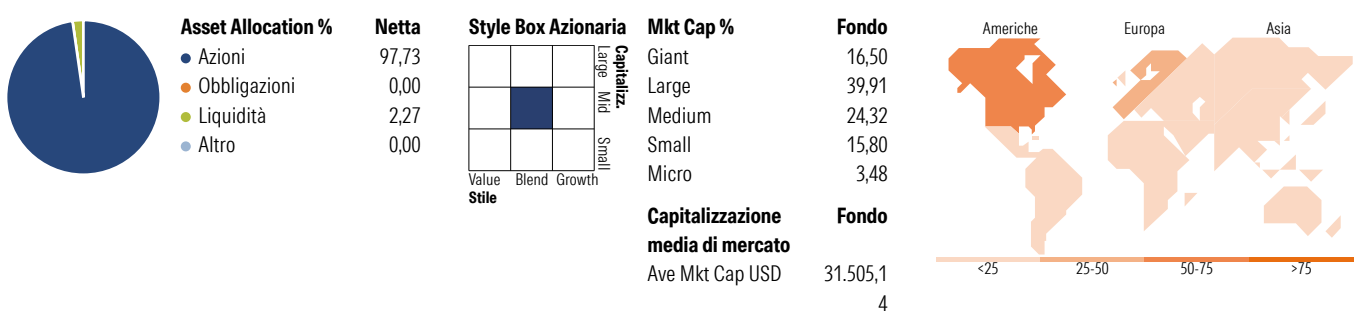 Asset Allocation % Netta
Azioni 97,73
Obbligazioni 0,00
Liquidità 2,27
Altro 0,00
Style Box Azionaria
Capitalizz.
Large Mid Small
Value Blend Growth
Stile
Mkt Cap % Fondo
Giant 16,50
Large 39,91
Medium 24,32
Small 15,80
Micro 3,48
Capitalizzazione Fondo
media di mercato
Ave Mkt Cap USD 31.505,1
4
Americhe Europa Asia
<25 25-50 50-75 >75